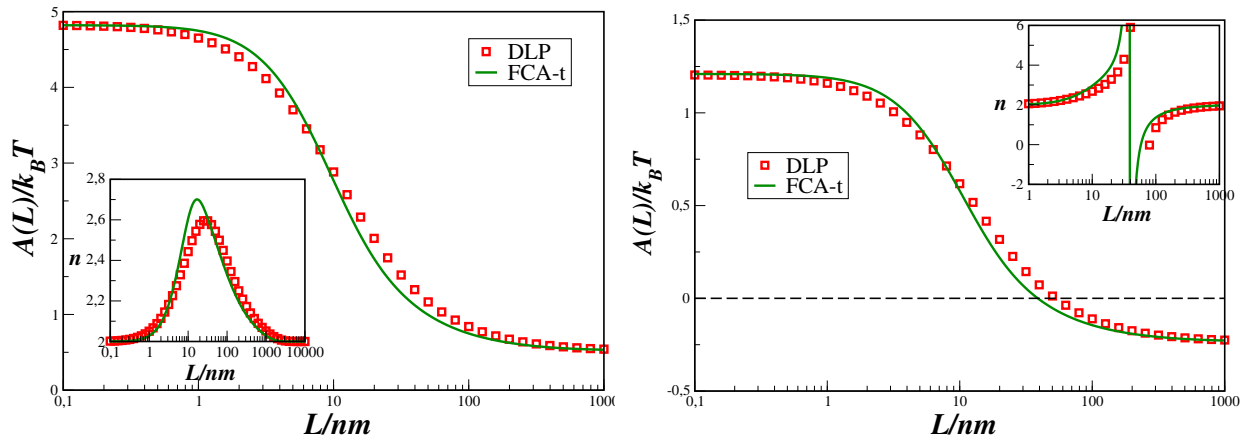 5
4
3
2
1
0
A(L)/k_BT
DLP
FCA-t
2,8
2,6
2,4
2,2
2
n
0,1 1 10 100 1000 10000
L/nm
0,1 1 10 100 1000
L/nm
1,5
1
0,5
0
-0,5
A(L)/k_BT
DLP
FCA-t
6
4
2
0
-2
n
1 10 100 1000
L/nm
0,1 1 10 100 1000
L/nm